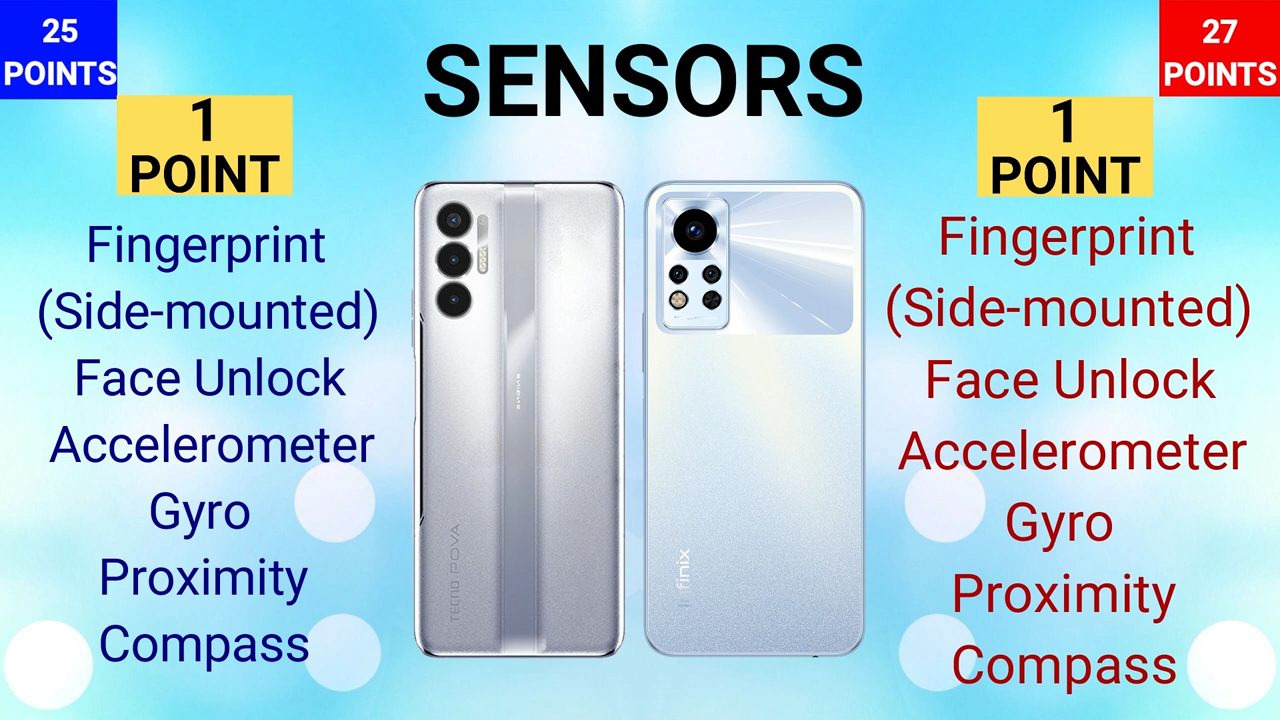 25
POINTS
SENSORS
27
POINTS
1
POINT
1
POINT
Fingerprint
(Side-mounted)
Face Unlock
Accelerometer
Gyro
Proximity
Compass
TECNO POVA
Infinix
Fingerprint
(Side-mounted)
Face Unlock
Accelerometer
Gyro
Proximity
Compass